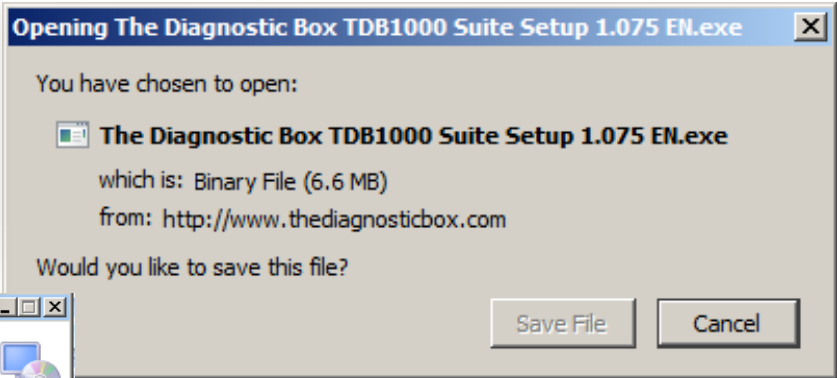 Opening The Diagnostic Box TDB1000 Suite Setup 1.075 EN.exe
You have chosen to open:
The Diagnostic Box TDB1000 Suite Setup 1.075 EN.exe
which is: Binary File (6.6 MB)
from: http://www.thediagnosticbox.com
Would you like to save this file?
Save File Cancel